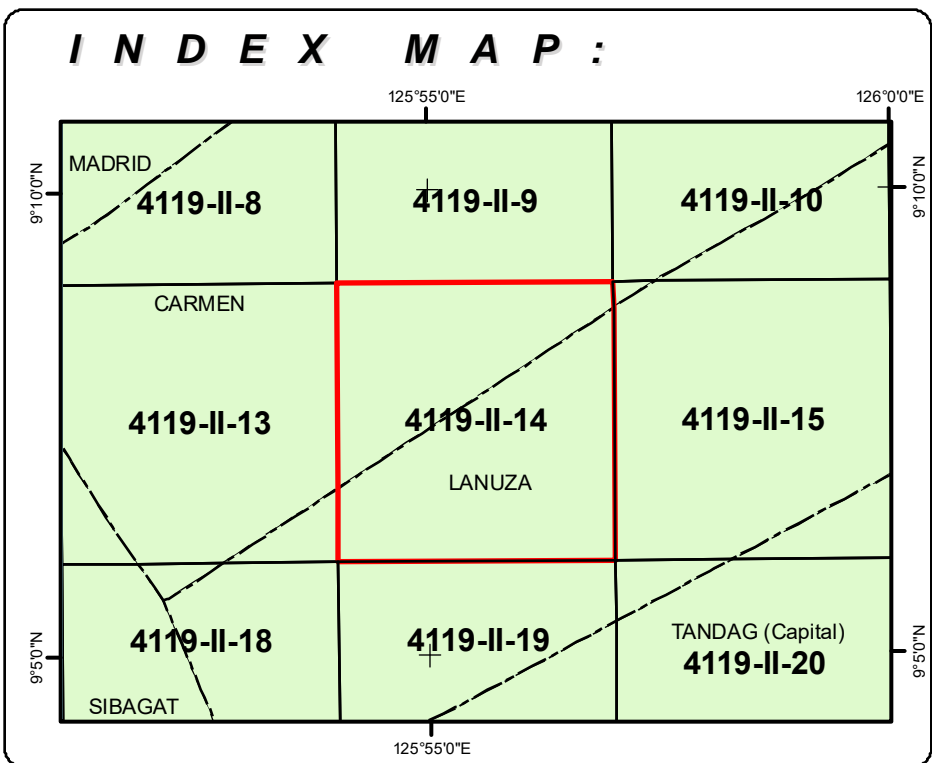 INDEX MAP:
125°55'0"E 126°0'0"E
MADRID
9°10'0"N 4119-II-8 4119-II-9 4119-II-10 9°10'0"N
CARMEN
4119-II-13 4119-II-14 4119-II-15
LANUZA
TANDAG (Capital)
9°5'0"N 4119-II-18 4119-II-19 4119-II-20 9°5'0"N
SIBAGAT
125°55'0"E